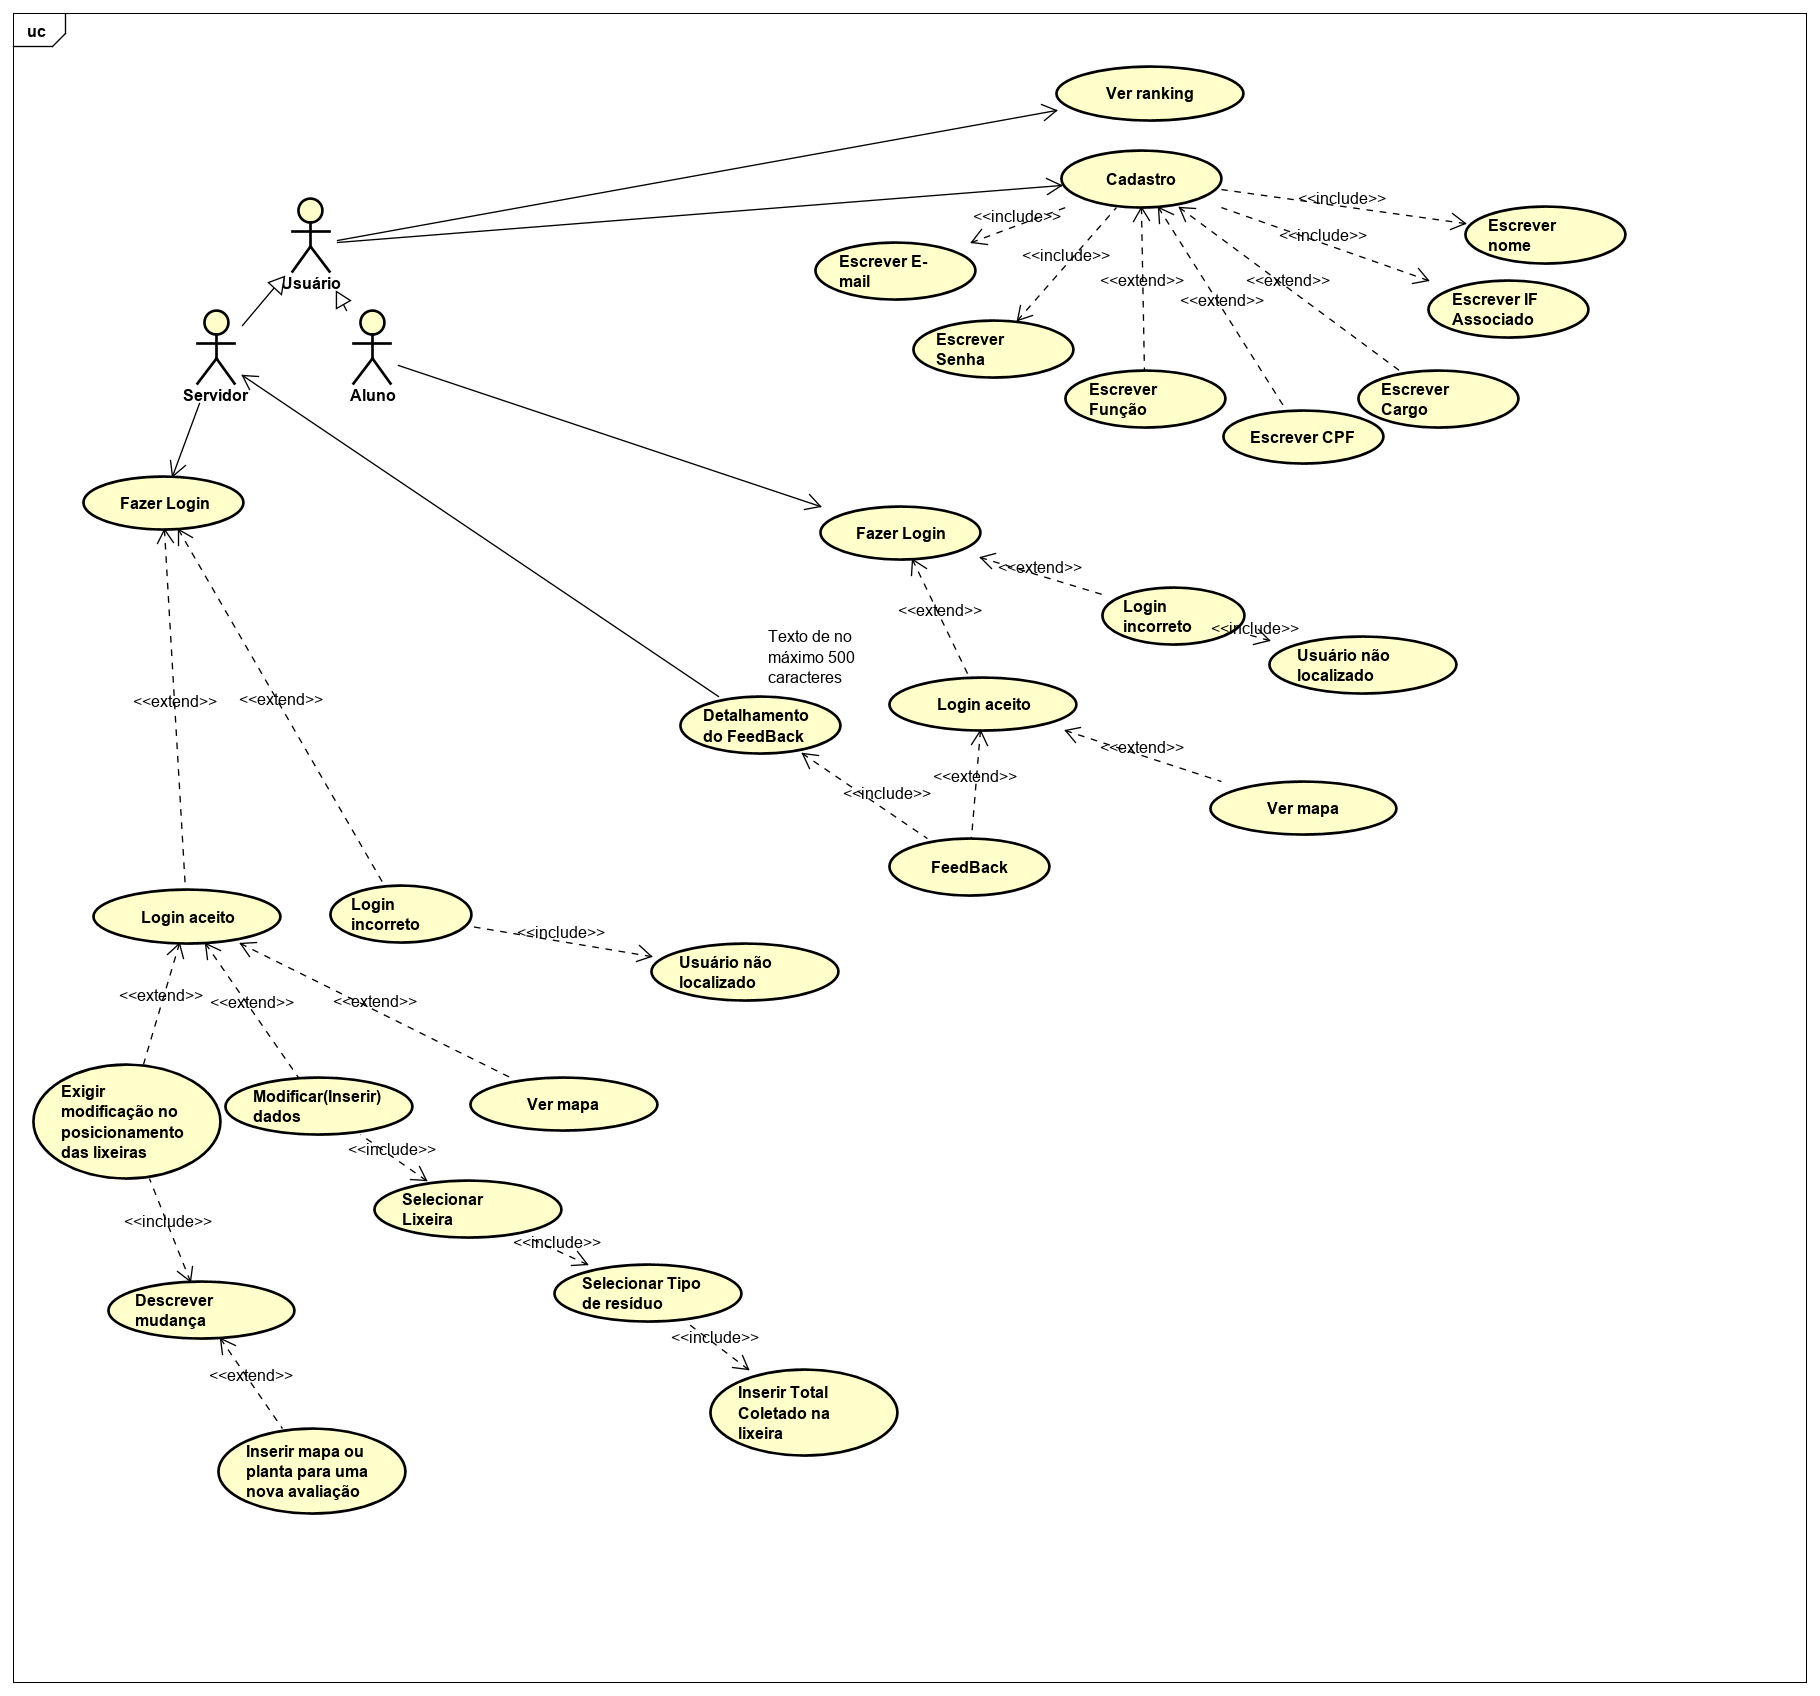 uc
Ver ranking
Cadastro
<<include>>
<<include>>
Escrever
nome
<<include>>
Escrever E-
mail
<<include>>
<<extend>>
<<extend>>
<<extend>>
Escrever IF
Associado
Escrever
Senha
Escrever
Função
Escrever CPF
Escrever
Cargo
Usuário
Servidor
Aluno
Fazer Login
Fazer Login
<<extend>>
<<extend>>
Login
incorreto
<<include>>
Usuário não
localizado
Texto de no
máximo 500
caracteres
Detalhamento
do FeedBack
Login aceito
<<extend>>
<<extend>>
<<include>>
<<extend>>
<<extend>>
Ver mapa
FeedBack
Login aceito
Login
incorreto
<<include>>
Usuário não
localizado
<<extend>>
<<extend>>
<<extend>>
Exigir
modificação no
posicionamento
das lixeiras
Modificar(Inserir)
dados
Ver mapa
<<include>>
Selecionar
Lixeira
<<include>>
<<include>>
Selecionar Tipo
de resíduo
Descrever
mudança
<<include>>
<<extend>>
Inserir Total
Coletado na
lixeira
Inserir mapa ou
planta para uma
nova avaliação